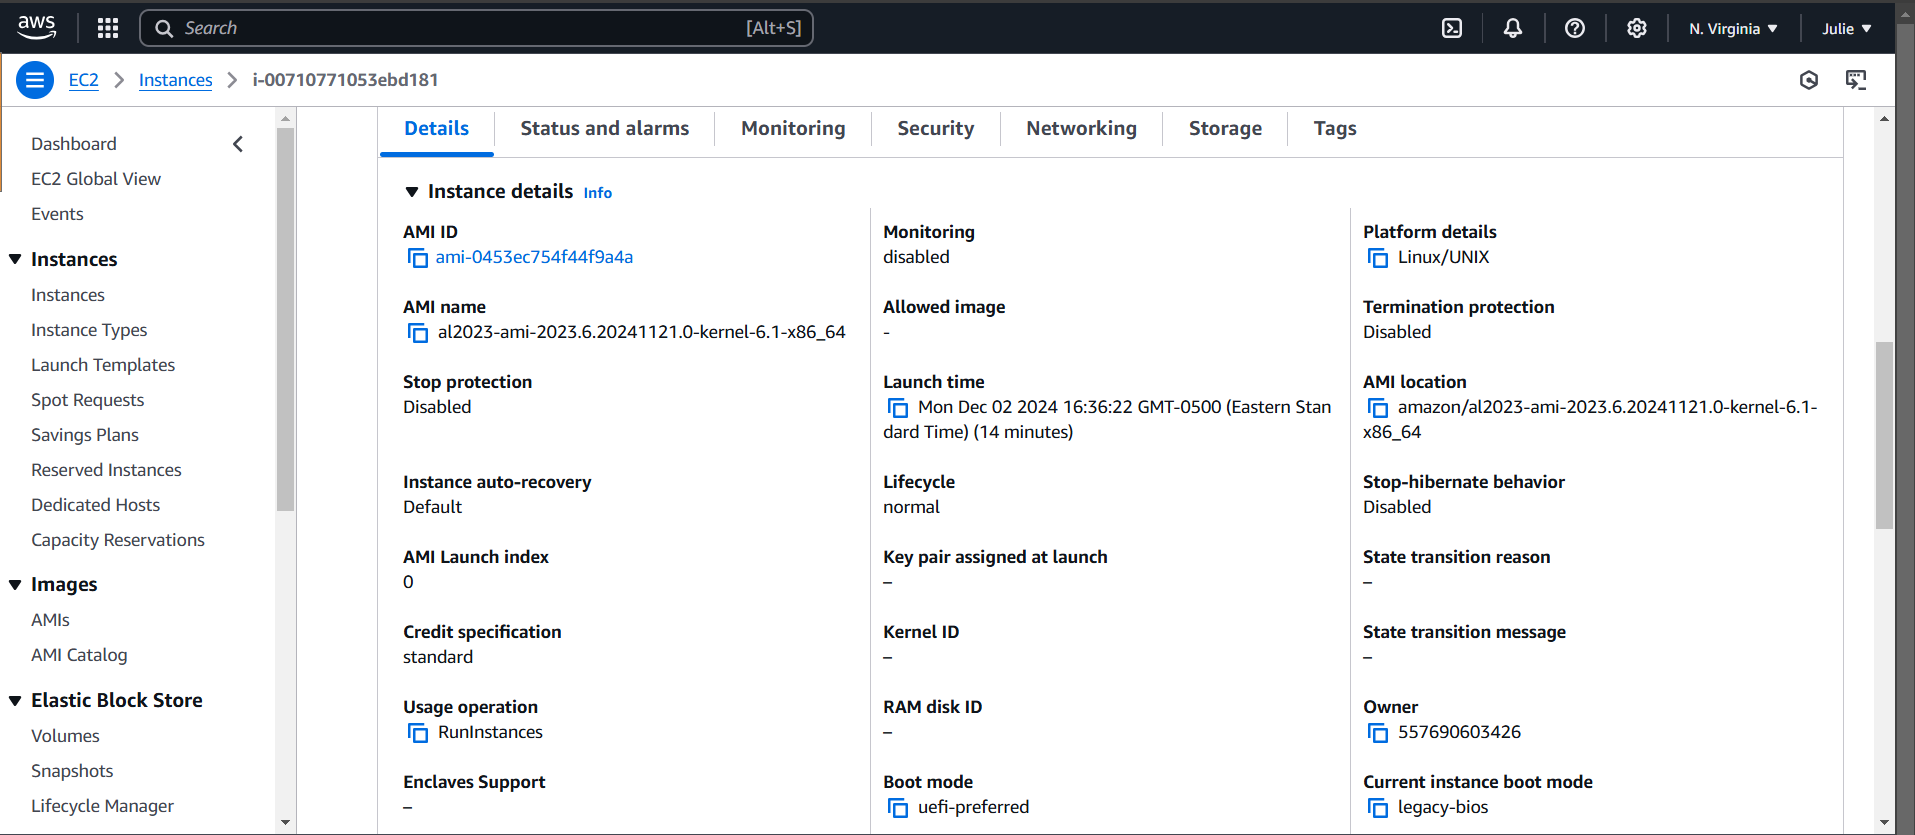 aws
Search [Alt+S]
N. Virginia
Julie
EC2 > Instances > i-00710771053ebd181
Dashboard
EC2 Global View
Events
Instances
Instances
Instance Types
Launch Templates
Spot Requests
Savings Plans
Reserved Instances
Dedicated Hosts
Capacity Reservations
Images
AMIs
AMI Catalog
Elastic Block Store
Volumes
Snapshots
Lifecycle Manager
Details
Status and alarms
Monitoring
Security
Networking
Storage
Tags
Instance details Info
AMI ID
ami-0453ec754f44f9a4a
Monitoring
disabled
Platform details
Linux/UNIX
AMI name
al2023-ami-2023.6.20241121.0-kernel-6.1-x86_64
Allowed image
-
Termination protection
Disabled
Stop protection
Disabled
Launch time
Mon Dec 02 2024 16:36:22 GMT-0500 (Eastern Stan
dard Time) (14 minutes)
AMI location
amazon/al2023-ami-2023.6.20241121.0-kernel-6.1-
x86_64
Instance auto-recovery
Default
Lifecycle
normal
Stop-hibernate behavior
Disabled
AMI Launch index
0
Key pair assigned at launch
–
State transition reason
–
Credit specification
standard
Kernel ID
–
State transition message
–
Usage operation
RunInstances
RAM disk ID
–
Owner
557690603426
Enclaves Support
–
Boot mode
uefi-preferred
Current instance boot mode
legacy-bios